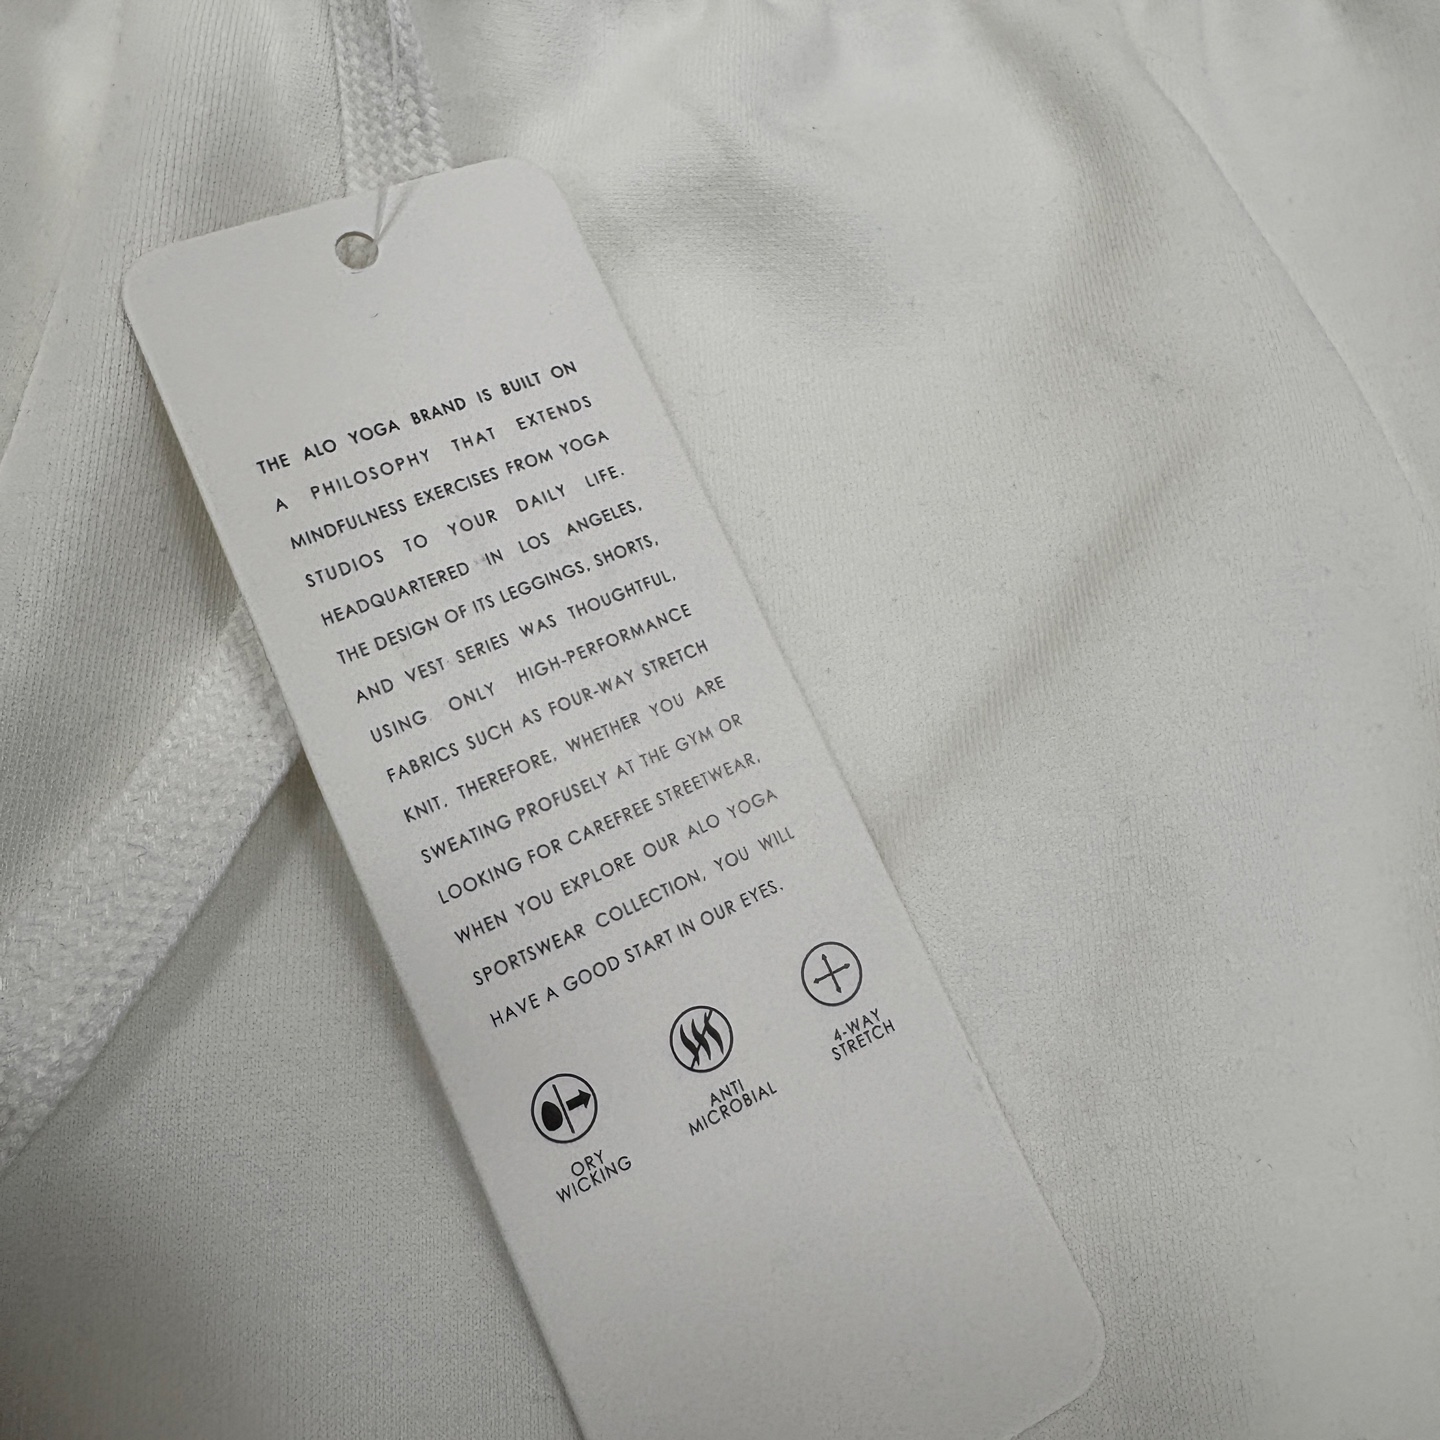 THE ALO YOGA BRAND IS BUILT ON
A PHILOSOPHY THAT EXTENDS
MINDFULNESS EXERCISES FROM YOGA
STUDIOS TO YOUR DAILY LIFE.
HEADQUARTERED IN LOS ANGELES,
THE DESIGN OF ITS LEGGINGS, SHORTS,
AND VEST SERIES WAS THOUGHTFUL,
USING ONLY HIGH-PERFORMANCE
FABRICS SUCH AS FOUR-WAY STRETCH
KNIT. THEREFORE, WHETHER YOU ARE
SWEATING PROFUSELY AT THE GYM OR
LOOKING FOR CAREFREE STREETWEAR,
WHEN YOU EXPLORE OUR ALO YOGA
SPORTSWEAR COLLECTION, YOU WILL
HAVE A GOOD START IN OUR EYES.
ORY
WICKING
ANTI
MICROBIAL
4-WAY
STRETCH